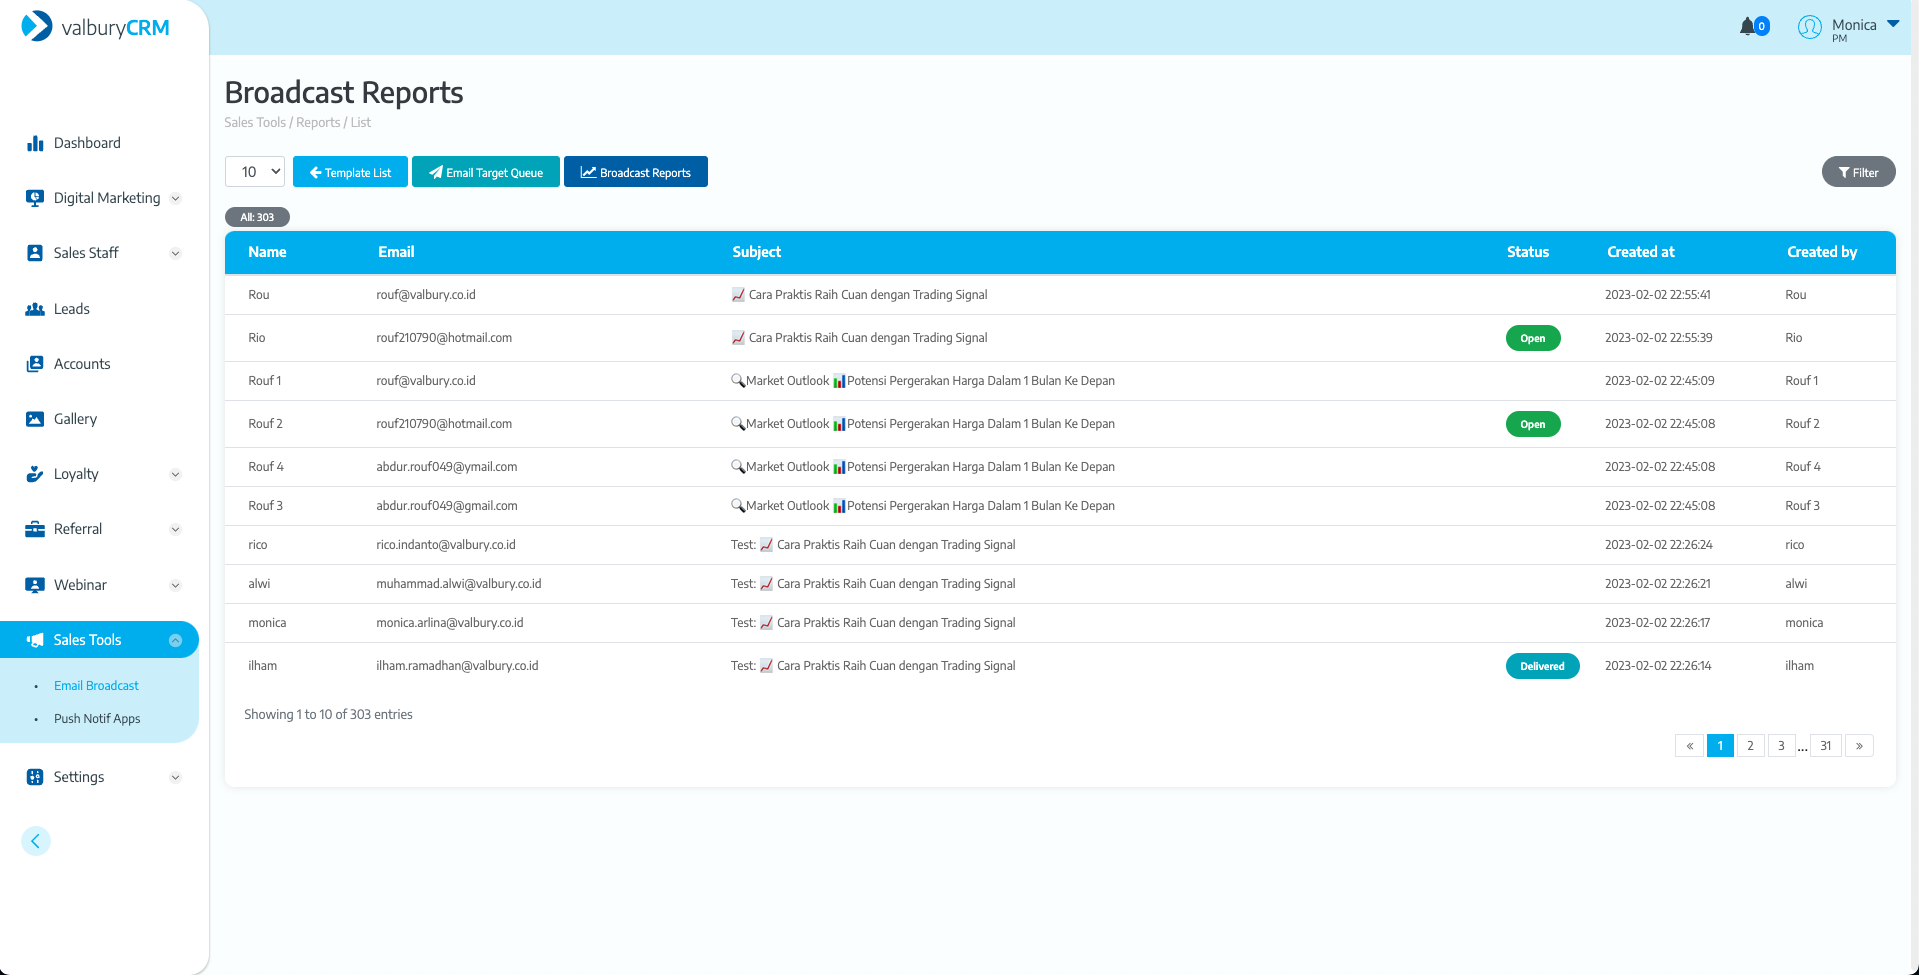 valburyCRM
0
Monica
PM
Dashboard
Digital Marketing
Sales Staff
Leads
Accounts
Gallery
Loyalty
Referral
Webinar
Sales Tools
• Email Broadcast
• Push Notif Apps
Settings
Broadcast Reports
Sales Tools / Reports / List
10 Template List Email Target Queue Broadcast Reports Filter
All: 303
Name Email Subject Status Created at Created by
Rou rouf@valbury.co.id 📈 Cara Praktis Raih Cuan dengan Trading Signal 2023-02-02 22:55:41 Rou
Rio rouf210790@hotmail.com 📈 Cara Praktis Raih Cuan dengan Trading Signal Open 2023-02-02 22:55:39 Rio
Rouf 1 rouf@valbury.co.id 🔍Market Outlook 📊Potensi Pergerakan Harga Dalam 1 Bulan Ke Depan 2023-02-02 22:45:09 Rouf 1
Rouf 2 rouf210790@hotmail.com 🔍Market Outlook 📊Potensi Pergerakan Harga Dalam 1 Bulan Ke Depan Open 2023-02-02 22:45:08 Rouf 2
Rouf 4 abdur.rouf049@ymail.com 🔍Market Outlook 📊Potensi Pergerakan Harga Dalam 1 Bulan Ke Depan 2023-02-02 22:45:08 Rouf 4
Rouf 3 abdur.rouf049@gmail.com 🔍Market Outlook 📊Potensi Pergerakan Harga Dalam 1 Bulan Ke Depan 2023-02-02 22:45:08 Rouf 3
rico rico.indanto@valbury.co.id Test: 📈 Cara Praktis Raih Cuan dengan Trading Signal 2023-02-02 22:26:24 rico
alwi muhammad.alwi@valbury.co.id Test: 📈 Cara Praktis Raih Cuan dengan Trading Signal 2023-02-02 22:26:21 alwi
monica monica.arlina@valbury.co.id Test: 📈 Cara Praktis Raih Cuan dengan Trading Signal 2023-02-02 22:26:17 monica
ilham ilham.ramadhan@valbury.co.id Test: 📈 Cara Praktis Raih Cuan dengan Trading Signal Delivered 2023-02-02 22:26:14 ilham
Showing 1 to 10 of 303 entries
« 1 2 3 ... 31 »